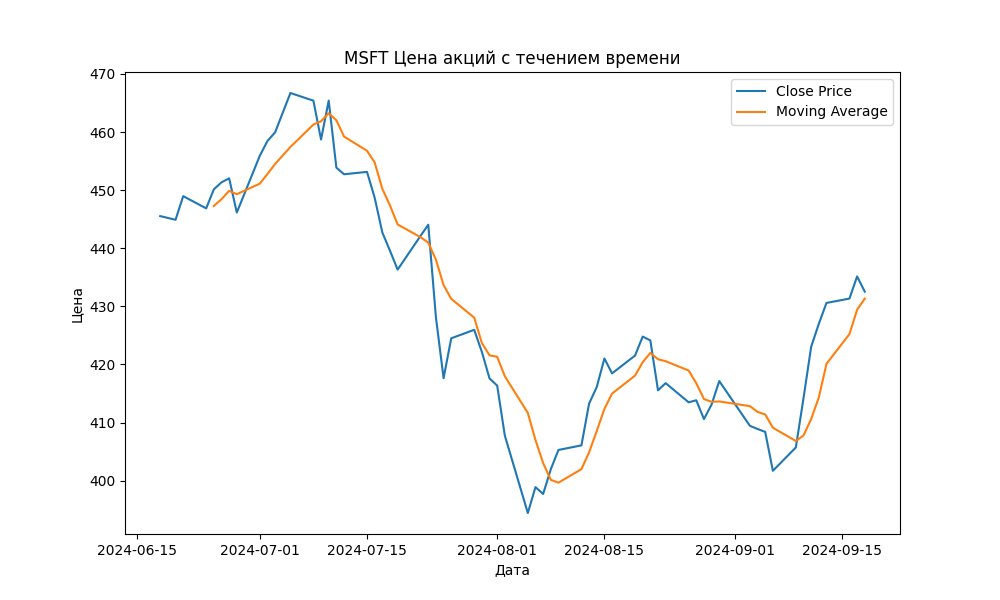 MSFT Цена акций с течением времени
Close Price
Moving Average
Цена
470
460
450
440
430
420
410
400
2024-06-15 2024-07-01 2024-07-15 2024-08-01 2024-08-15 2024-09-01 2024-09-15
Дата